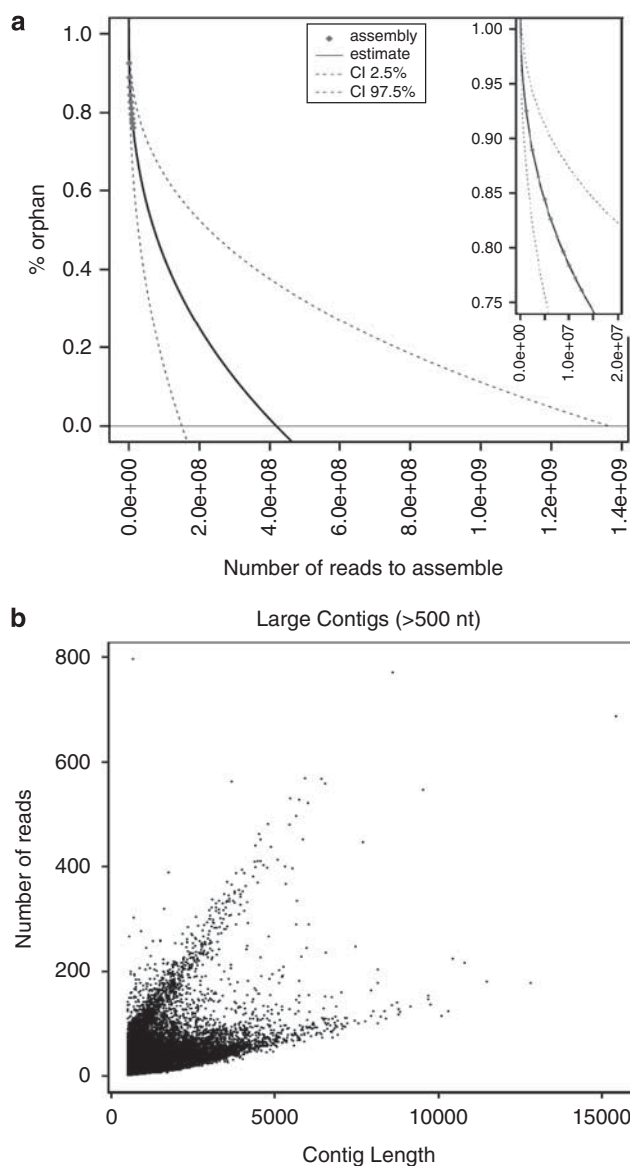 a
1.0
0.8
0.6
0.4
0.2
0.0
% orphan
assembly
estimate
CI 2.5%
CI 97.5%
1.00
0.95
0.90
0.85
0.80
0.75
0.0e+00
1.0e+07
2.0e+07
0.0e+00
2.0e+08
4.0e+08
6.0e+08
8.0e+08
1.0e+09
1.2e+09
1.4e+09
Number of reads to assemble
b
Large Contigs (>500 nt)
800
600
400
200
0
Number of reads
0
5000
10000
15000
Contig Length